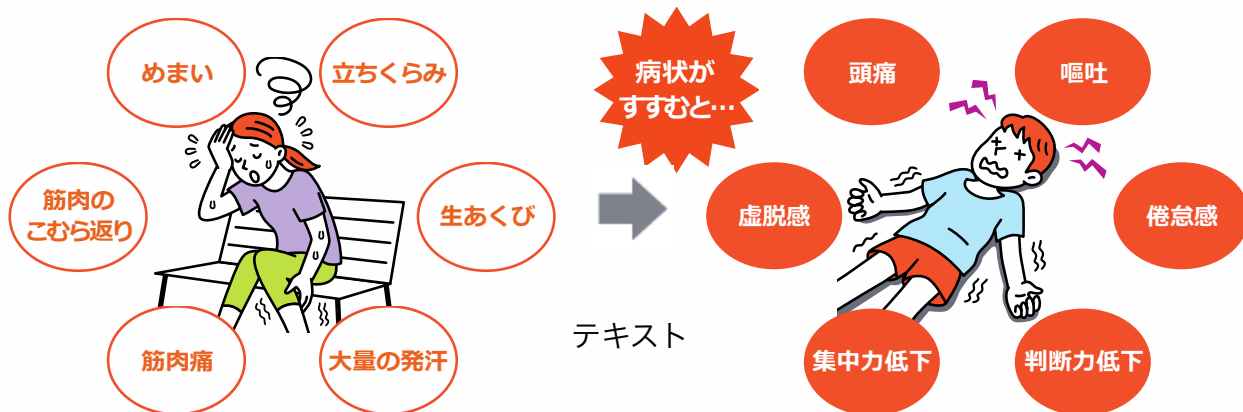 めまい
立ちくらみ
筋肉の
こむら返り
生あくび
筋肉痛
大量の発汗
病状が
すすむと…
テキスト
頭痛
嘔吐
虚脱感
倦怠感
集中力低下
判断力低下